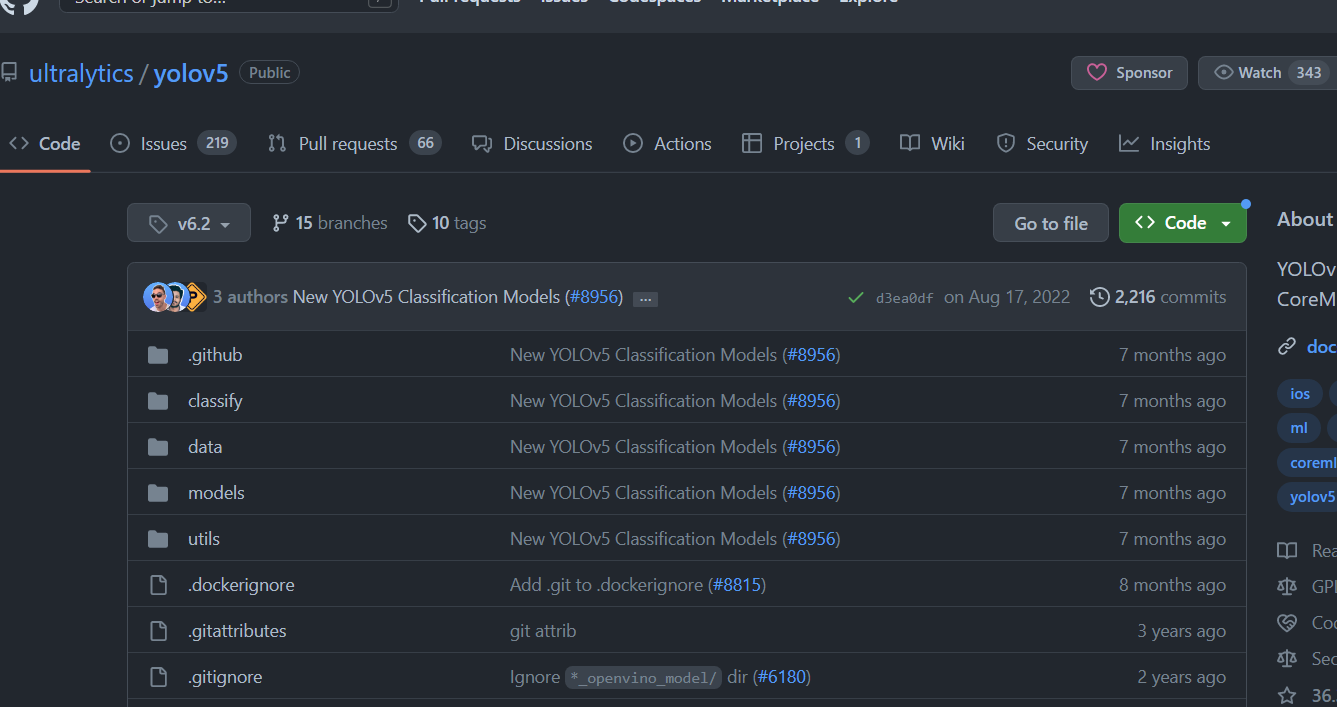 Search or jump to... /
Pull requests Issues Codespaces Marketplace Explore
ultralytics / yolov5 Public
Sponsor
Watch 343
Code
Issues 219
Pull requests 66
Discussions
Actions
Projects 1
Wiki
Security
Insights
v6.2
15 branches
10 tags
Go to file
Code
3 authors New YOLOv5 Classification Models (#8956) ...
d3ea0df on Aug 17, 2022
2,216 commits
.github New YOLOv5 Classification Models (#8956) 7 months ago
classify New YOLOv5 Classification Models (#8956) 7 months ago
data New YOLOv5 Classification Models (#8956) 7 months ago
models New YOLOv5 Classification Models (#8956) 7 months ago
utils New YOLOv5 Classification Models (#8956) 7 months ago
.dockerignore Add .git to .dockerignore (#8815) 8 months ago
.gitattributes git attrib 3 years ago
.gitignore Ignore *_openvino_model/ dir (#6180) 2 years ago
About
YOLOv
CoreM
doc
ios
ml
coreml
yolov5
Rea
GP
Co
Sec
36.